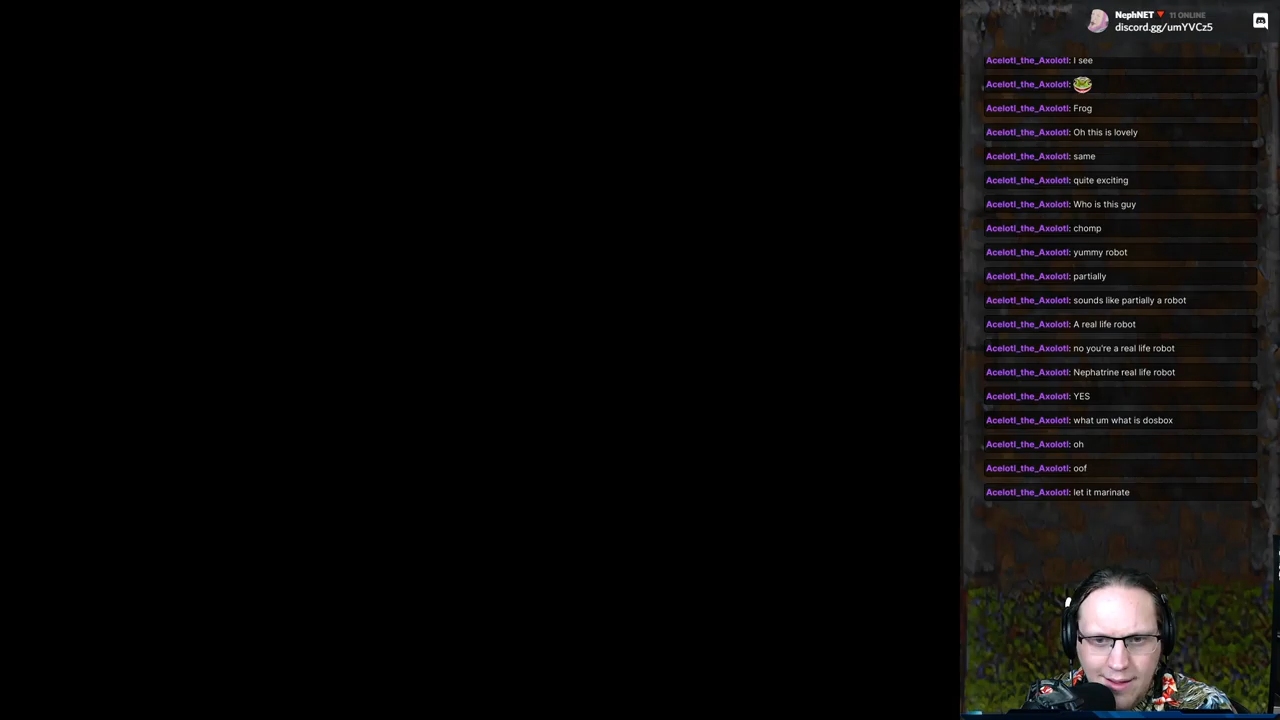 NephNET 11 ONLINE
discord.gg/umYVCz5
Acelotl_the_Axolotl: I see
Acelotl_the_Axolotl:
Acelotl_the_Axolotl: Frog
Acelotl_the_Axolotl: Oh this is lovely
Acelotl_the_Axolotl: same
Acelotl_the_Axolotl: quite exciting
Acelotl_the_Axolotl: Who is this guy
Acelotl_the_Axolotl: chomp
Acelotl_the_Axolotl: yummy robot
Acelotl_the_Axolotl: partially
Acelotl_the_Axolotl: sounds like partially a robot
Acelotl_the_Axolotl: A real life robot
Acelotl_the_Axolotl: no you're a real life robot
Acelotl_the_Axolotl: Nephatrine real life robot
Acelotl_the_Axolotl: YES
Acelotl_the_Axolotl: what um what is dosbox
Acelotl_the_Axolotl: oh
Acelotl_the_Axolotl: oof
Acelotl_the_Axolotl: let it marinate